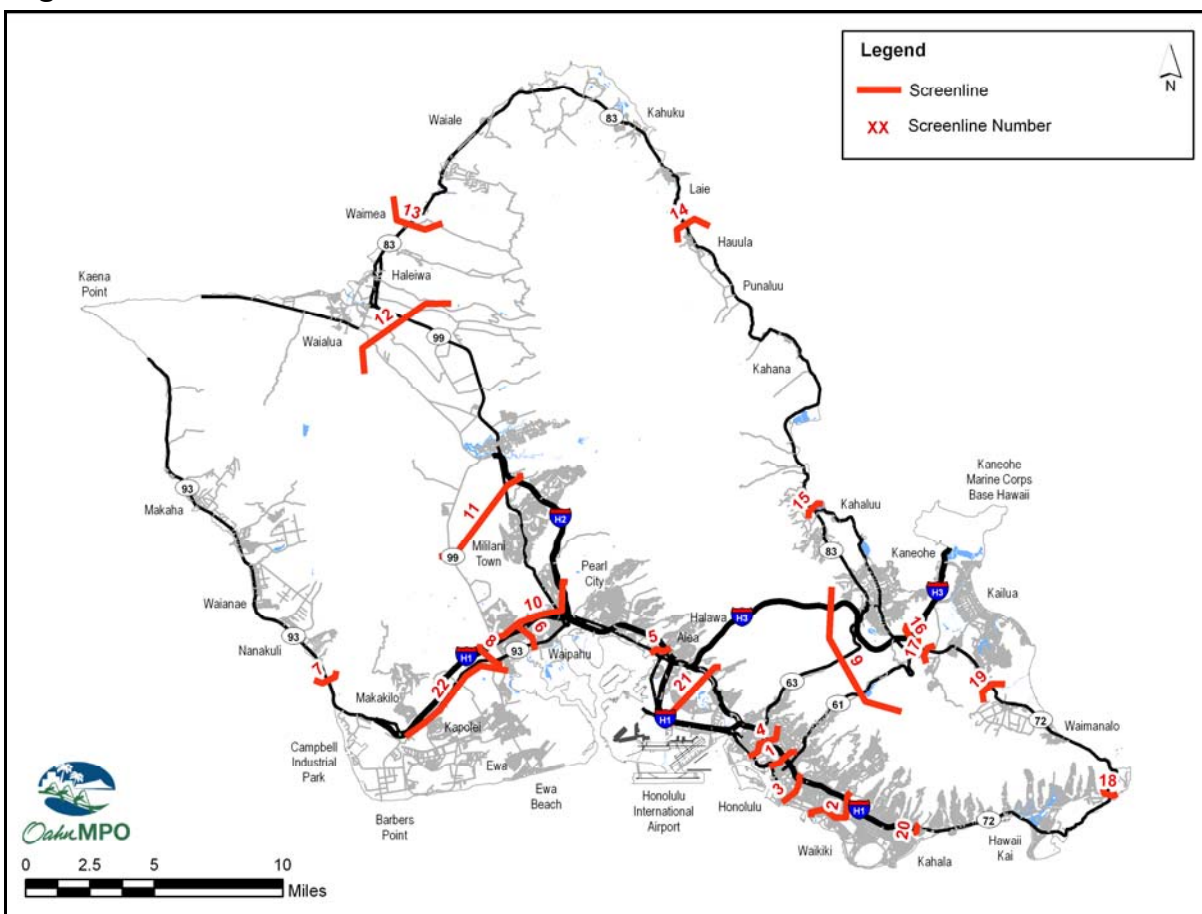 Legend
N
Screenline
XX
Screenline Number
Kahuku
83
Waiale
Laie
14
Hauula
Waimea
13
83
Punaluu
Kaena
Point
Haleiwa
12
99
Waialua
Kahana
93
Makaha
11
H2
99
Mililani
Town
Kaneohe
Marine Corps
Base Hawaii
15
Kahaluu
83
Kaneohe
H3
Kailua
Pearl
City
Waianae
10
6
8
H1
93
Waipahu
Halawa
H3
5
Aiea
16
17
9
Nanakuli
93
7
22
Makakilo
Kapolei
21
63
61
19
72
Waimanalo
H1
4
1
Campbell
Industrial
Park
Ewa
Ewa
Beach
Honolulu
International
Airport
Honolulu
3
2
H1
18
Barbers
Point
20
72
Hawaii
Kai
Waikiki
Kahala
OahuMPO
0
2.5
5
10
Miles